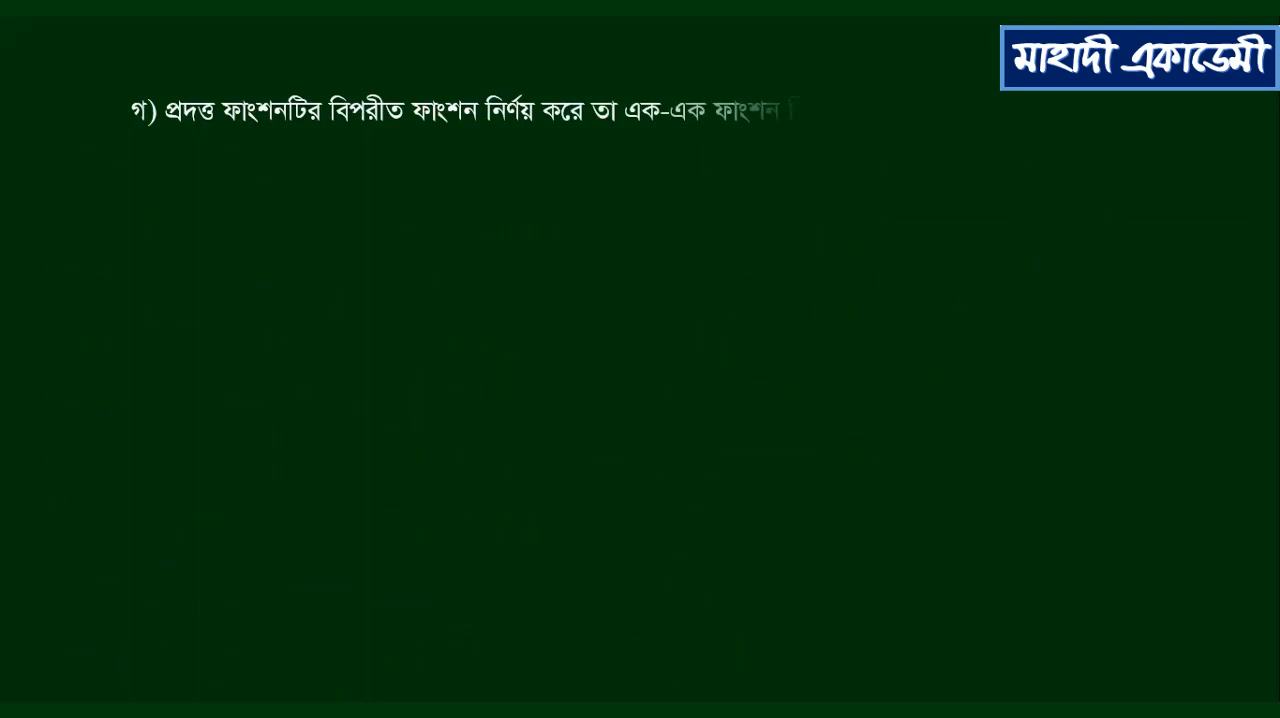 মাহাদী একাডেমী
গ) প্রদত্ত ফাংশনটির বিপরীত ফাংশন নির্ণয় করে তা এক-এক ফাংশন